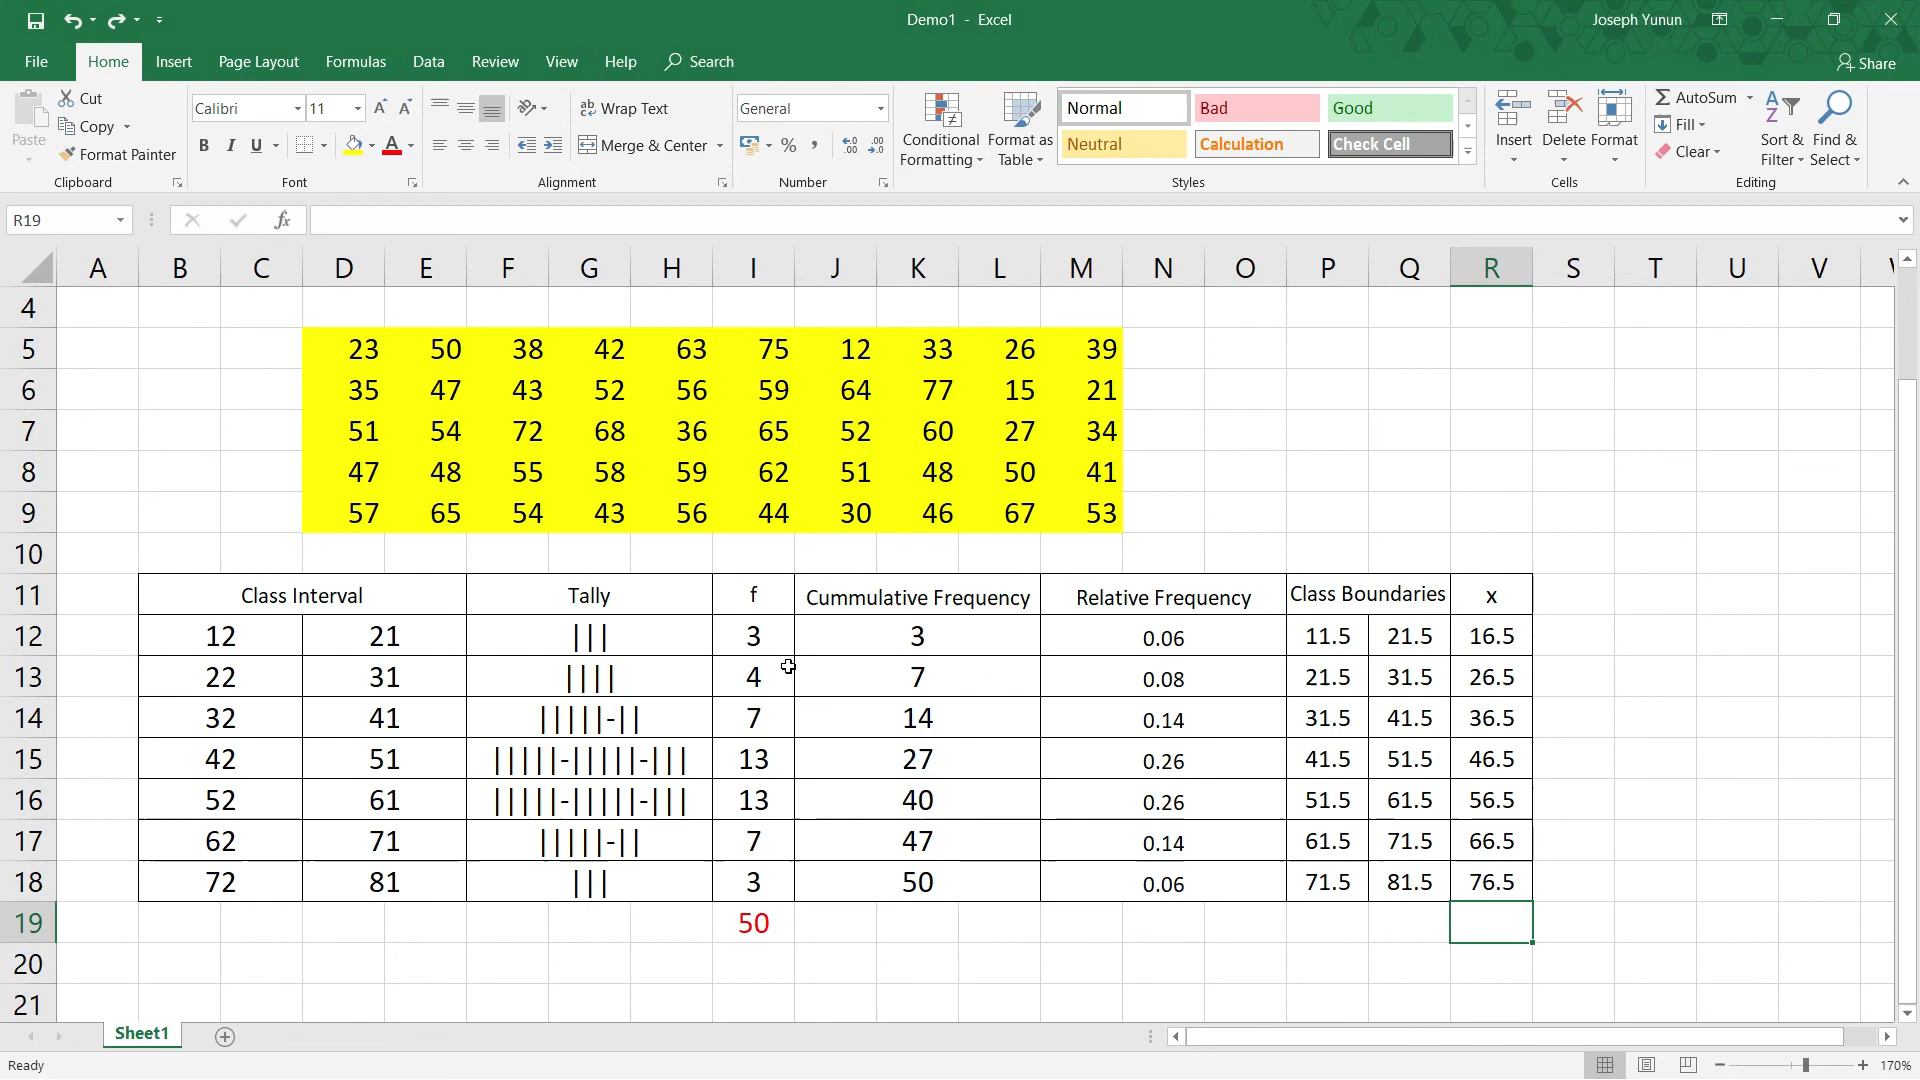 Demo1 - Excel
Joseph Yunun
File Home Insert Page Layout Formulas Data Review View Help Search Share
Paste Cut Copy Format Painter Clipboard
Calibri 11 B I U A Font
ab Wrap Text Merge & Center Alignment
General % , Number
Conditional Formatting Format as Table
Normal Bad Good
Neutral Calculation Check Cell
Styles
Insert Delete Format Cells
AutoSum Fill Clear Sort & Filter Find & Select Editing
R19 fx
A B C D E F G H I J K L M N O P Q R S T U V
4
5 23 50 38 42 63 75 12 33 26 39
6 35 47 43 52 56 59 64 77 15 21
7 51 54 72 68 36 65 52 60 27 34
8 47 48 55 58 59 62 51 48 50 41
9 57 65 54 43 56 44 30 46 67 53
10
11 Class Interval Tally f Cummulative Frequency Relative Frequency Class Boundaries x
12 12 21 ||| 3 3 0.06 11.5 21.5 16.5
13 22 31 |||| 4 7 0.08 21.5 31.5 26.5
14 32 41 |||||-|| 7 14 0.14 31.5 41.5 36.5
15 42 51 |||||-|||||-||| 13 27 0.26 41.5 51.5 46.5
16 52 61 |||||-|||||-||| 13 40 0.26 51.5 61.5 56.5
17 62 71 |||||-|| 7 47 0.14 61.5 71.5 66.5
18 72 81 ||| 3 50 0.06 71.5 81.5 76.5
19 50
20
21
Sheet1
Ready 170%